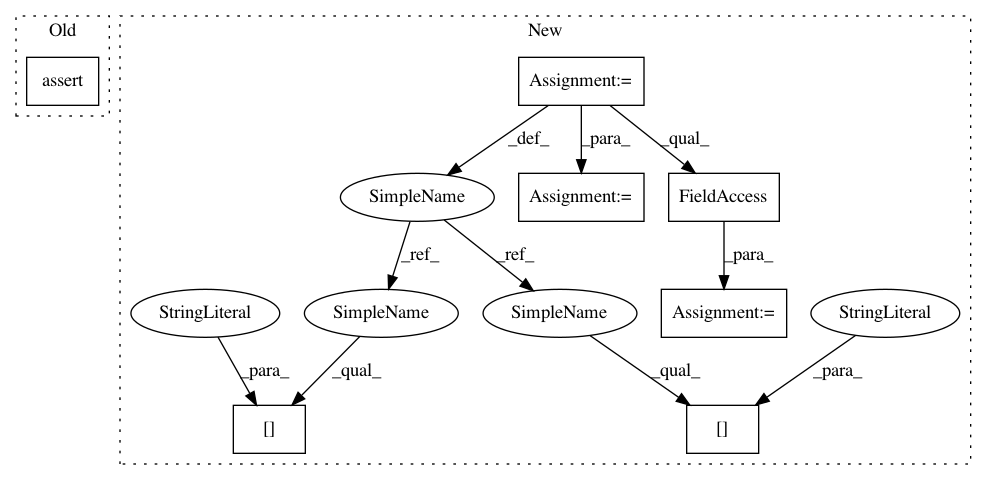 Old
New
assert
Assignment:=
_def_
_para_
_qual_
SimpleName
Assignment:=
FieldAccess
_ref_
_ref_
_para_
StringLiteral
SimpleName
SimpleName
Assignment:=
StringLiteral
_para_
_qual_
_qual_
_para_
[]
[]